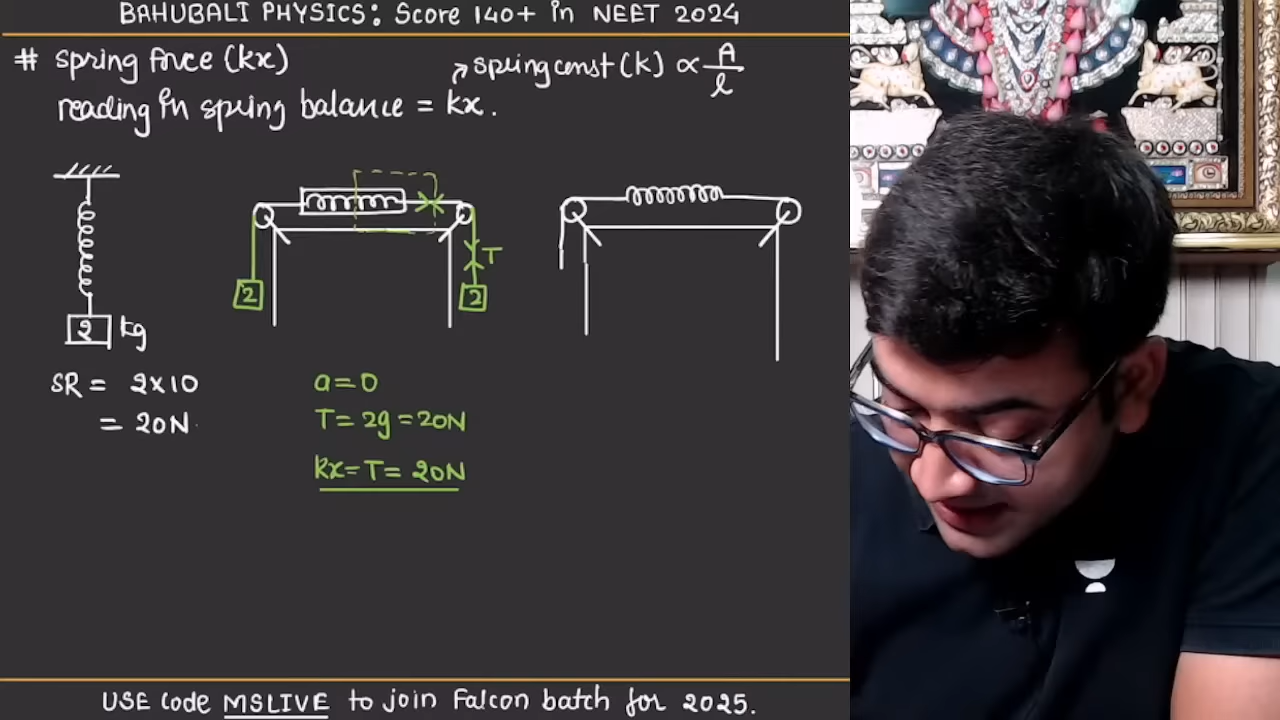 BAHUBALI PHYSICS: Score 140+ in NEET 2024
# spring force (kx)
→ spring const (k) ∝ A/l
reading in spring balance = kx.
T
2
2
2 kg
SR = 2x10
= 20N
a=0
T= 2g =20N
kx=T= 20N
USE Code MSLIVE to join Falcon batch for 2025.